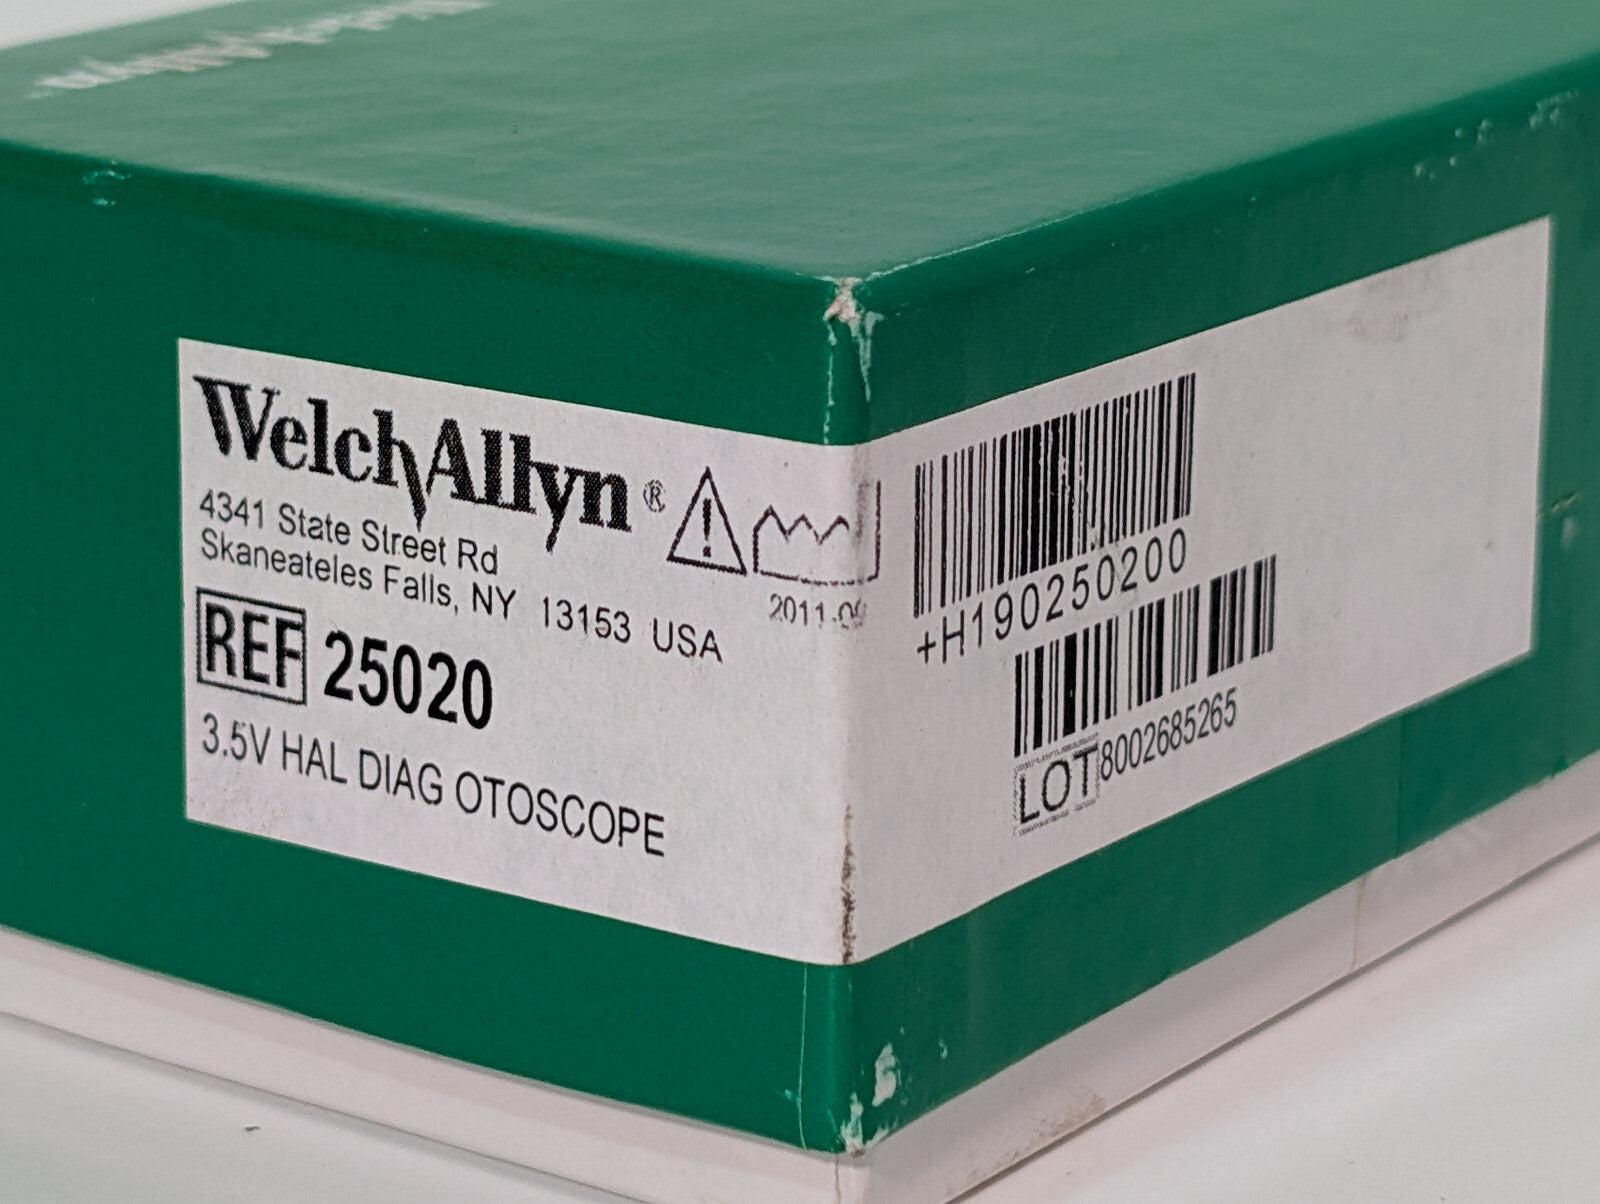 WelchAllyn
WelchAllyn®
4341 State Street Rd
Skaneateles Falls, NY 13153 USA
REF 25020
3.5V HAL DIAG OTOSCOPE
+H190250200
LOT 8002685265